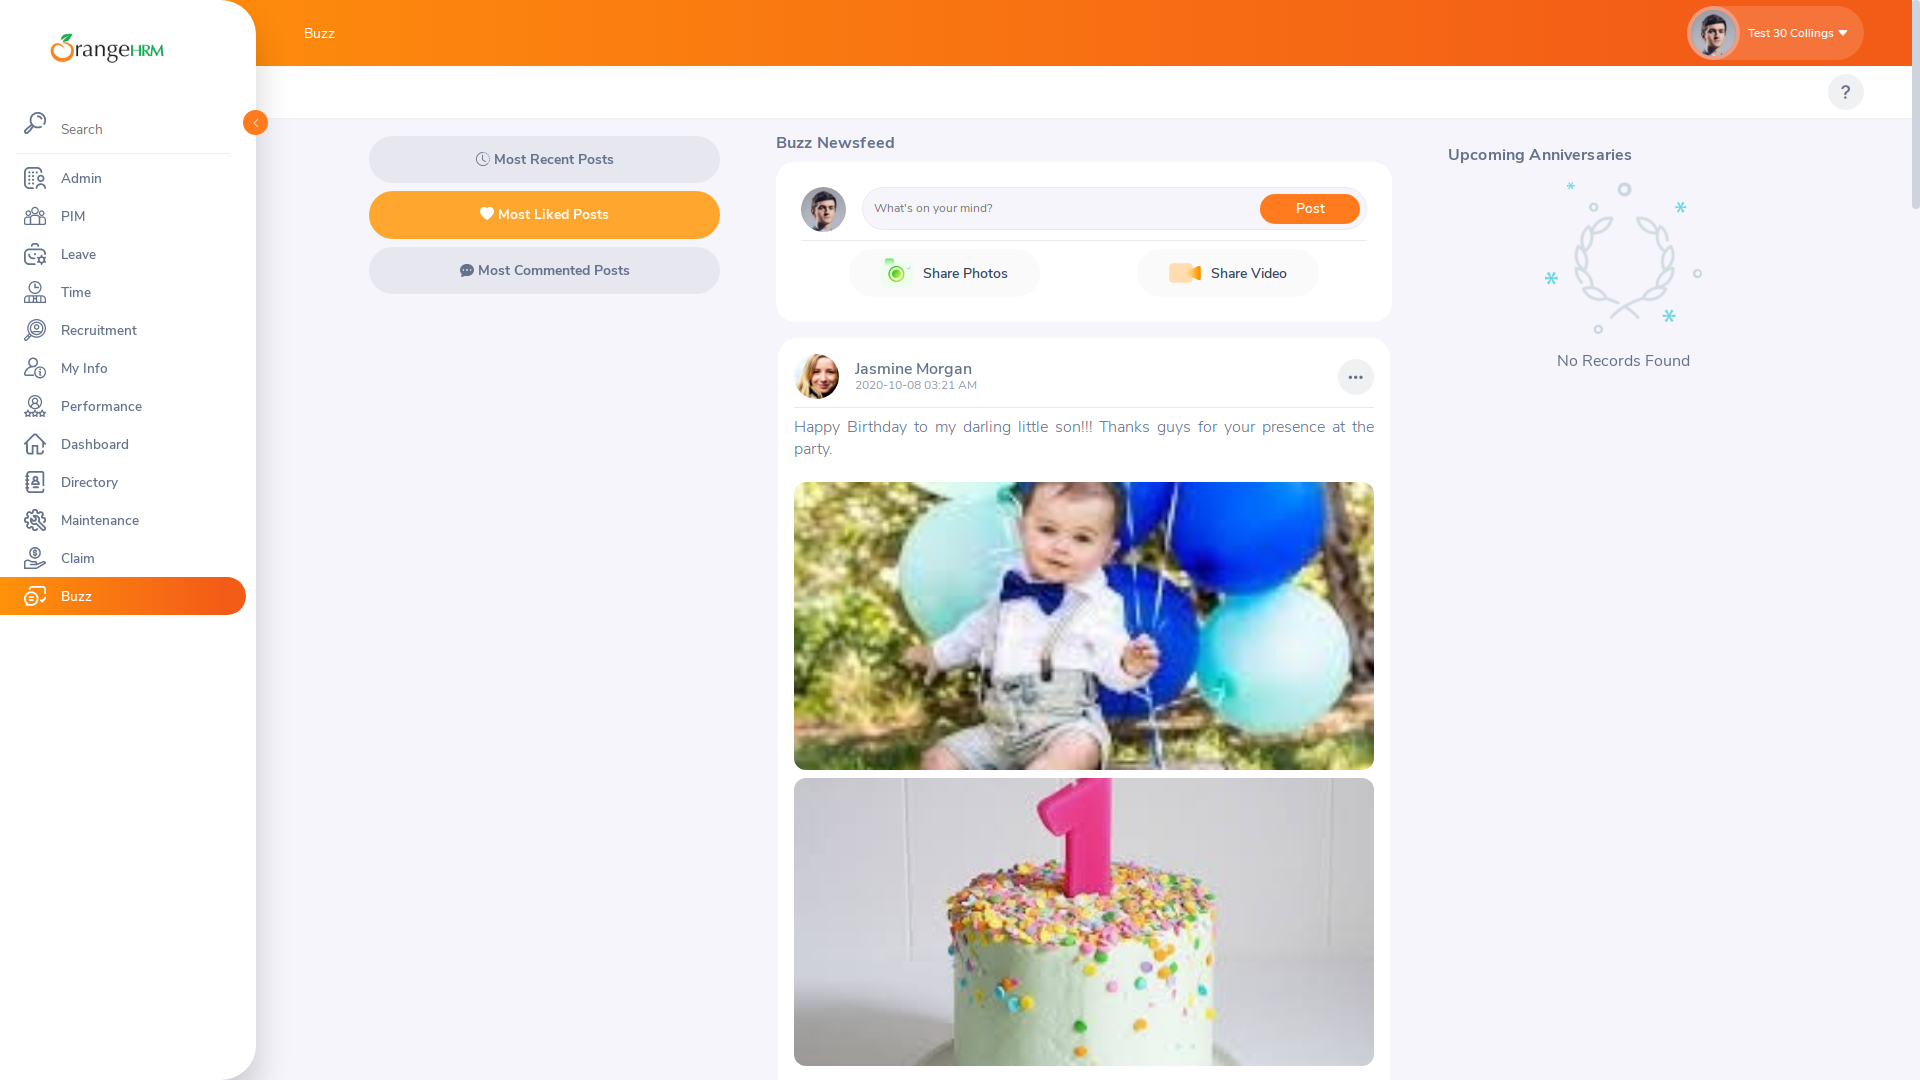 OrangeHRM
Search
Admin
PIM
Leave
Time
Recruitment
My Info
Performance
Dashboard
Directory
Maintenance
Claim
Buzz
Buzz
Test 30 Collings
?
Most Recent Posts
Most Liked Posts
Most Commented Posts
Buzz Newsfeed
What's on your mind?
Post
Share Photos
Share Video
Jasmine Morgan
2020-10-08 03:21 AM
Happy Birthday to my darling little son!!! Thanks guys for your presence at the
party.
1
Upcoming Anniversaries
No Records Found